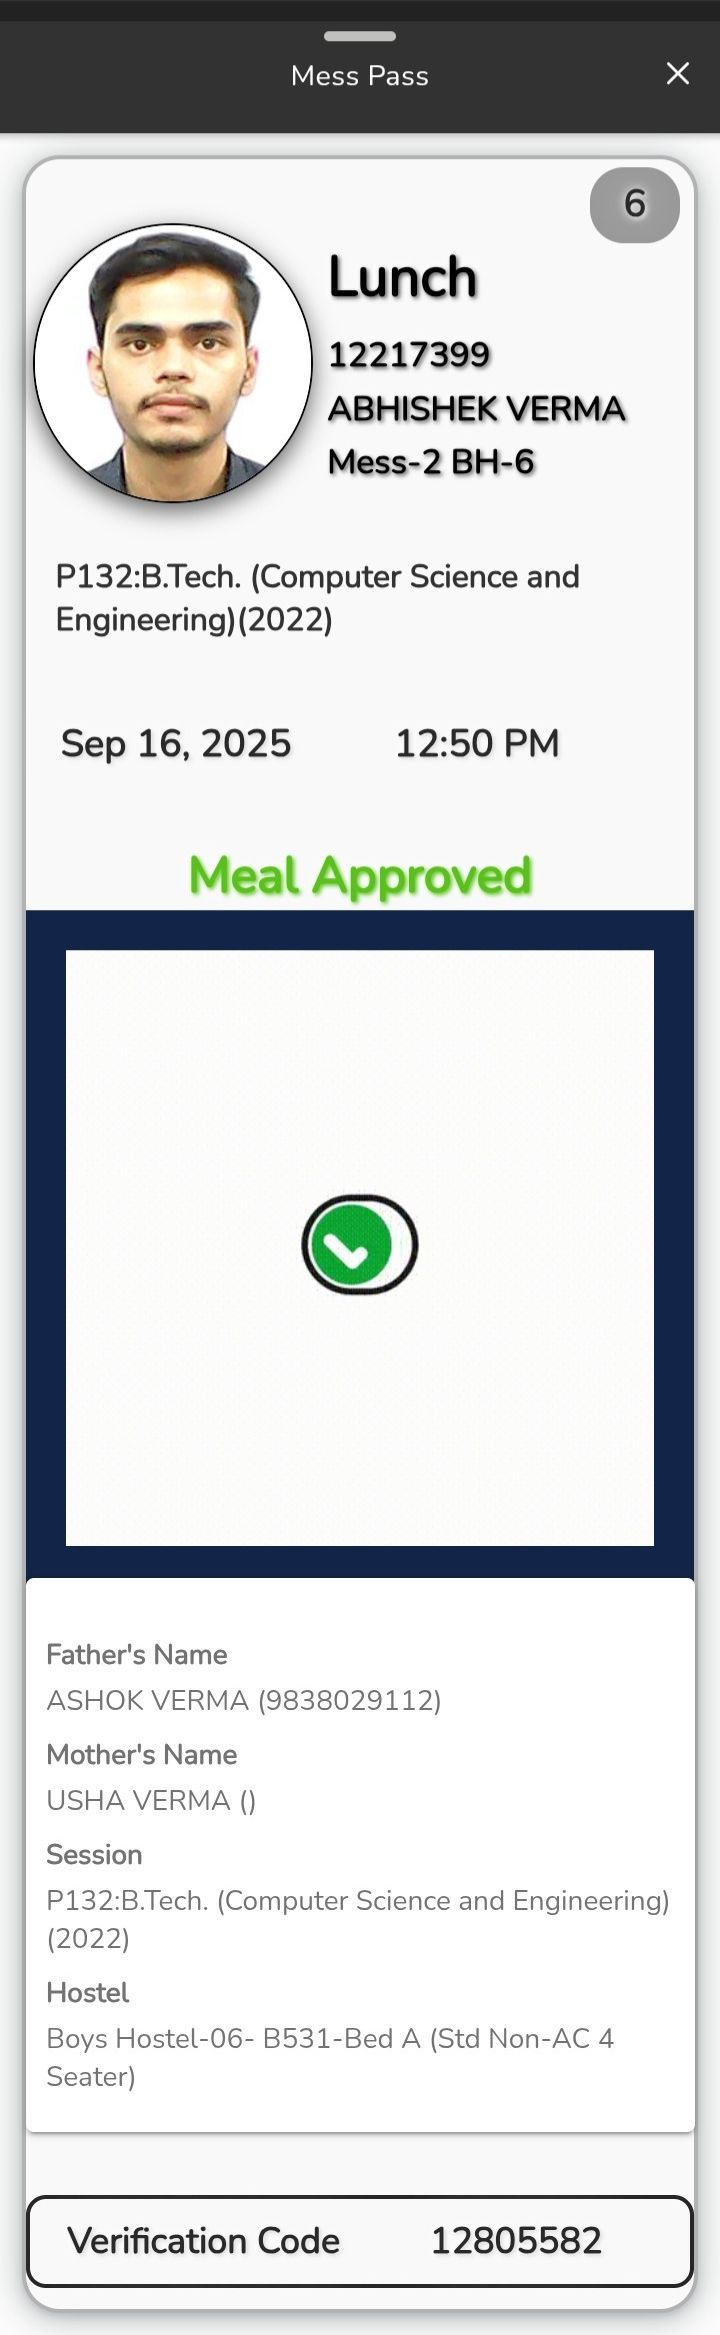 Mess Pass
6
Lunch
12217399
ABHISHEK VERMA
Mess-2 BH-6
P132:B.Tech. (Computer Science and
Engineering)(2022)
Sep 16, 2025 12:50 PM
Meal Approved
Father's Name
ASHOK VERMA (9838029112)
Mother's Name
USHA VERMA ()
Session
P132:B.Tech. (Computer Science and Engineering)
(2022)
Hostel
Boys Hostel-06- B531-Bed A (Std Non-AC 4
Seater)
Verification Code 12805582